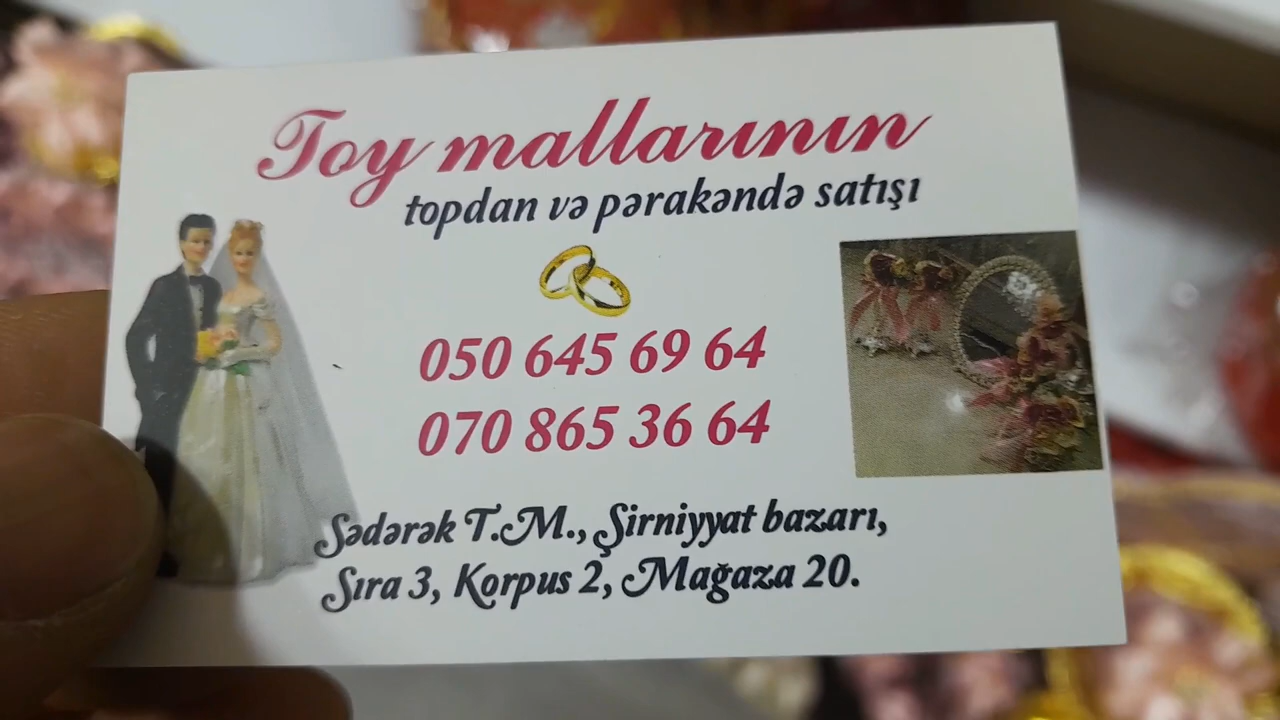 Toy mallarının
topdan və pərakəndə satışı
050 645 69 64
070 865 36 64
Sədərək T.M., Şirniyyat bazarı,
Sıra 3, Korpus 2, Mağaza 20.